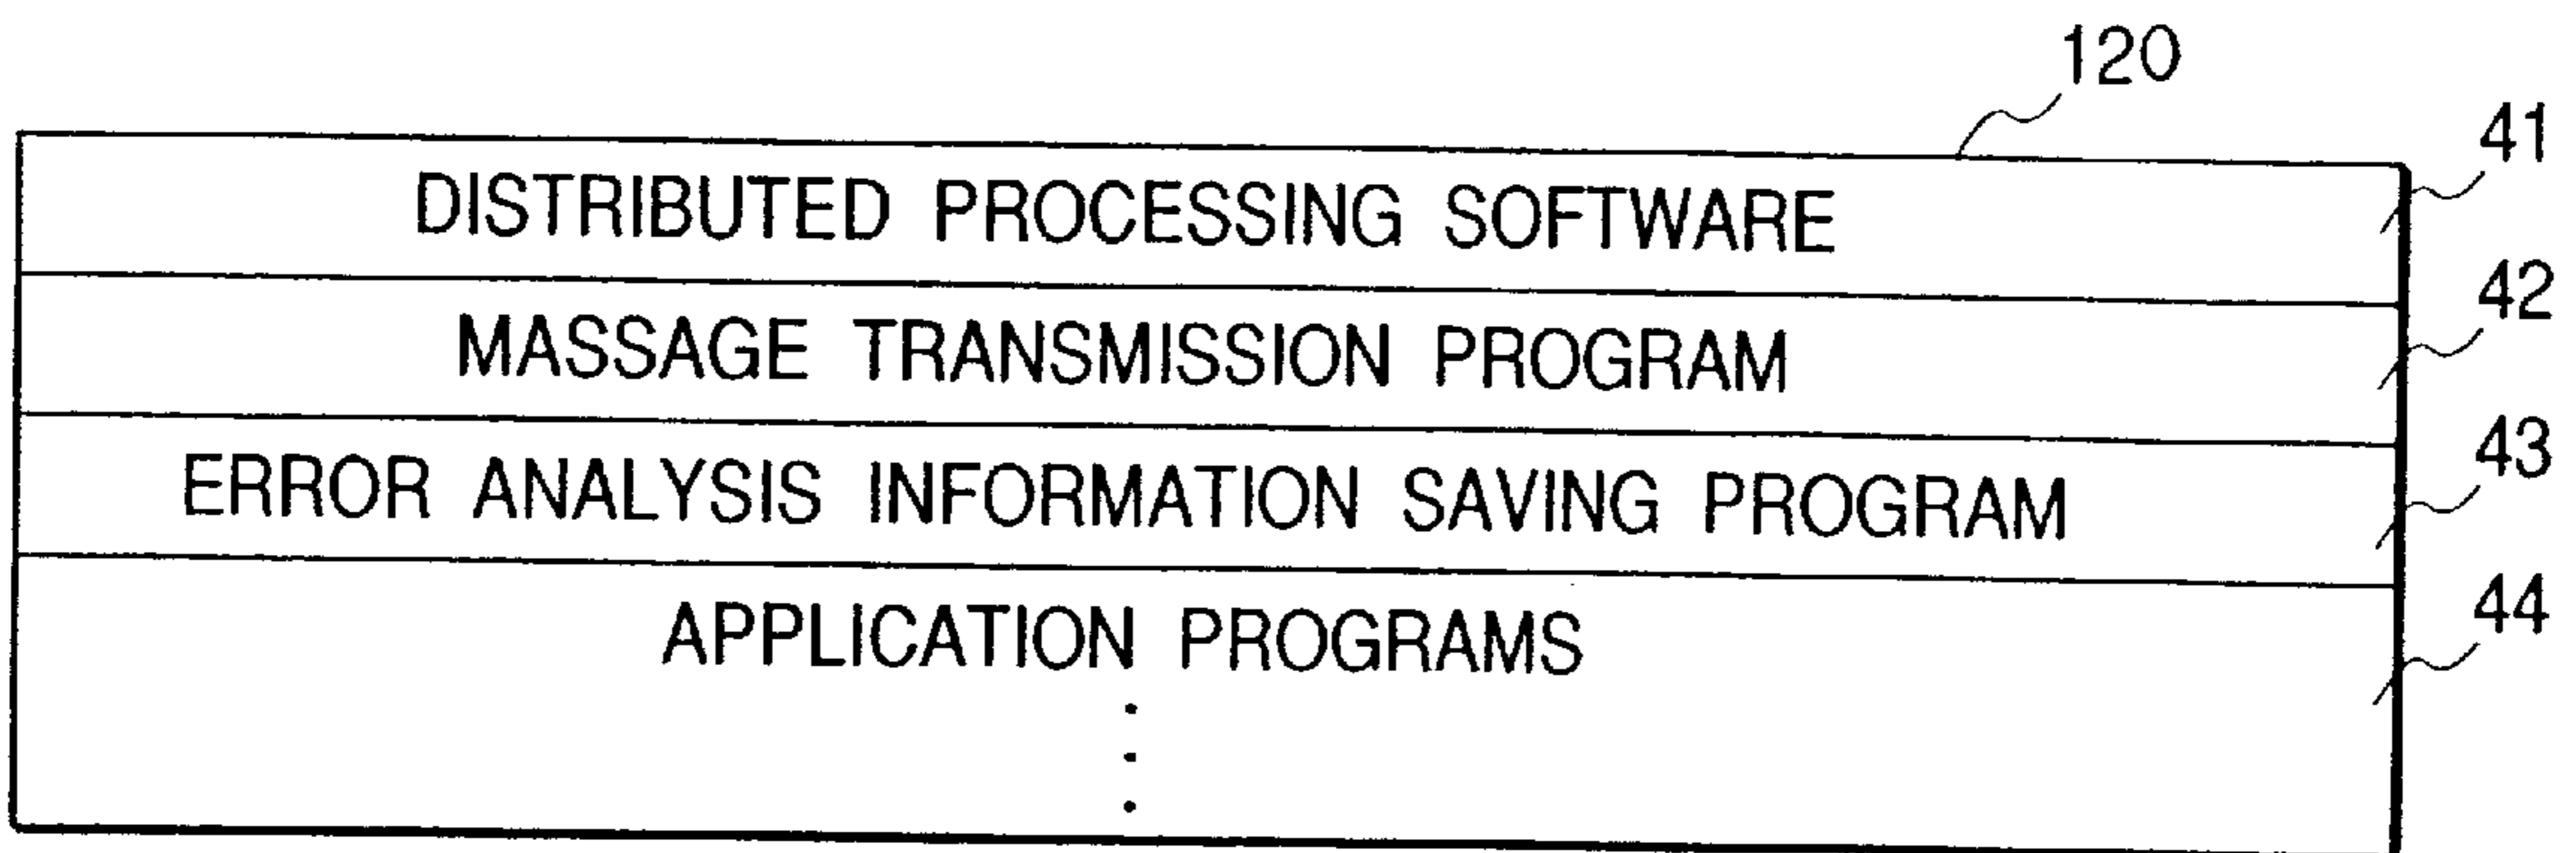 120
DISTRIBUTED PROCESSING SOFTWARE 41
MASSAGE TRANSMISSION PROGRAM 42
ERROR ANALYSIS INFORMATION SAVING PROGRAM 43
APPLICATION PROGRAMS 44